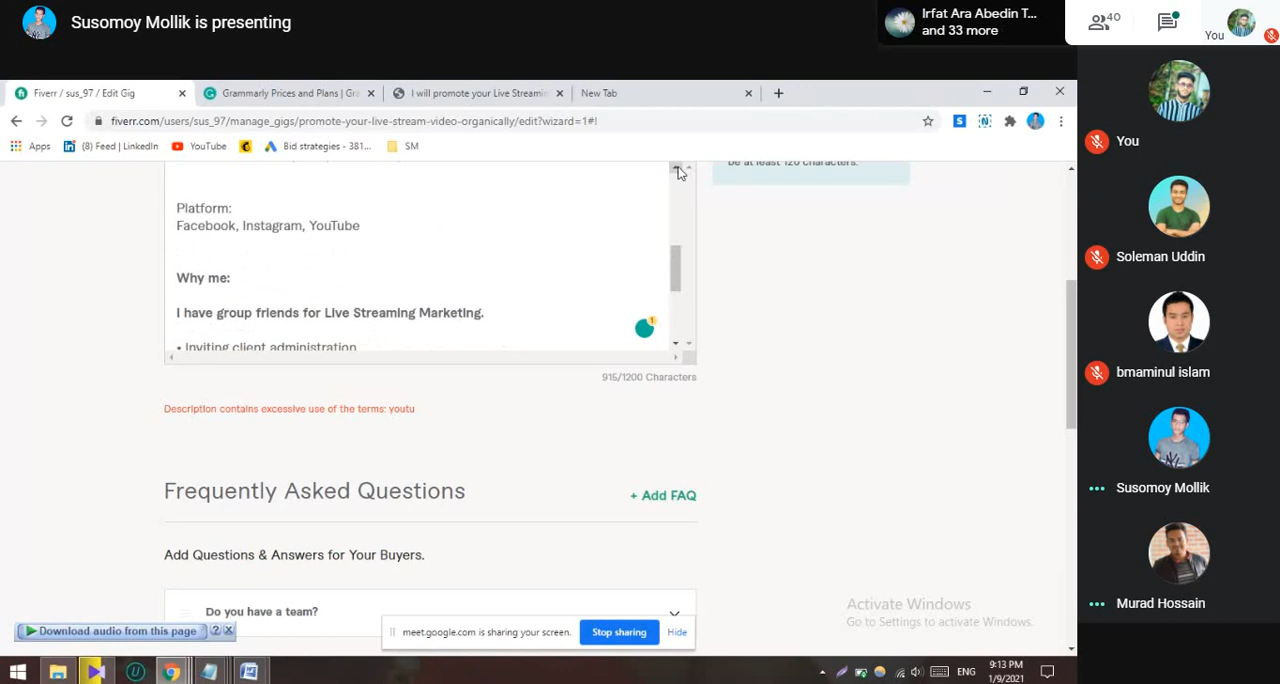 Susomoy Mollik is presenting
Irfat Ara Abedin T...
and 33 more
40
You
Fiverr / sus_97 / Edit Gig
Grammarly Prices and Plans | Gra
I will promote your Live Streamin
New Tab
fiverr.com/users/sus_97/manage_gigs/promote-your-live-stream-video-organically/edit?wizard=1#!
Apps
(8) Feed | LinkedIn
YouTube
Bid strategies - 381...
SM
be at least 120 characters.
Platform:
Facebook, Instagram, YouTube
Why me:
I have group friends for Live Streaming Marketing.
• Inviting client administration
1
915/1200 Characters
Description contains excessive use of the terms: youtu
Frequently Asked Questions
+ Add FAQ
Add Questions & Answers for Your Buyers.
Do you have a team?
Activate Windows
Go to Settings to activate Windows.
Download audio from this page
?
meet.google.com is sharing your screen.
Stop sharing
Hide
ENG
9:13 PM
1/9/2021
You
Soleman Uddin
bmaminul islam
Susomoy Mollik
Murad Hossain